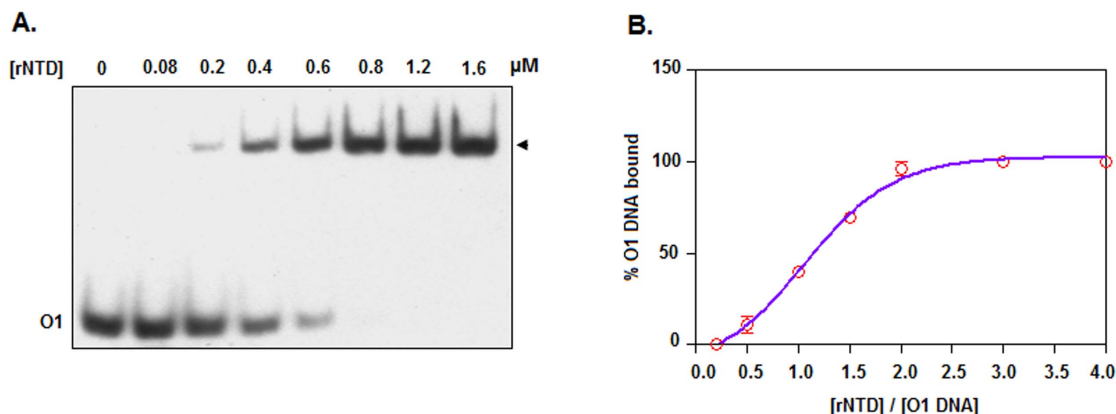 A.
[rNTD] 0 0.08 0.2 0.4 0.6 0.8 1.2 1.6 µM
O1
B.
150
100
50
0
% O1 DNA bound
0.0 0.5 1.0 1.5 2.0 2.5 3.0 3.5 4.0
[rNTD] / [O1 DNA]